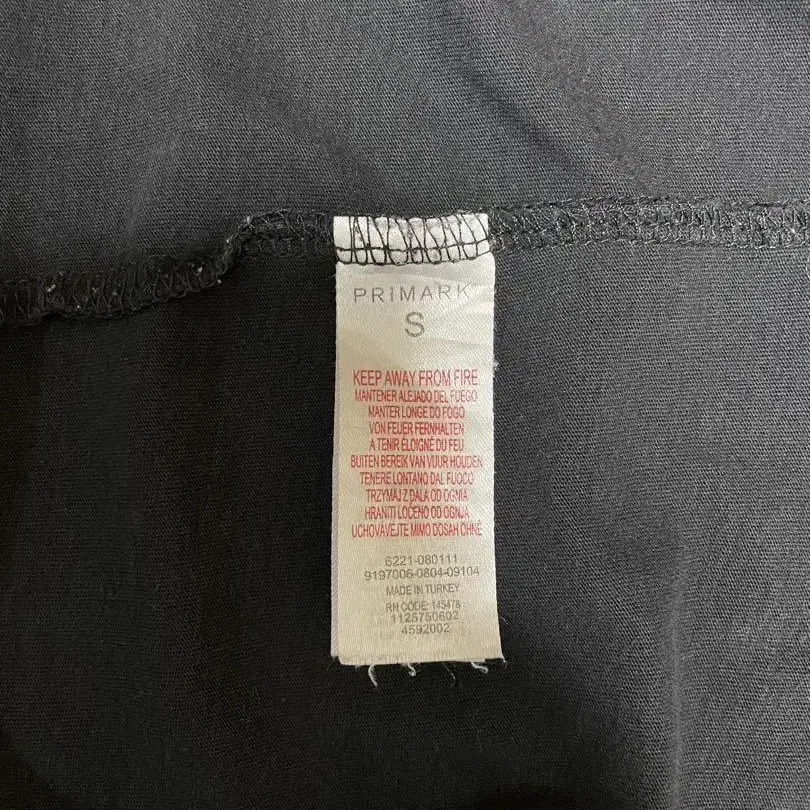 PRIMARK
S
KEEP AWAY FROM FIRE
MANTENER ALEJADO DEL FUEGO
MANTER LONGE DO FOGO
VON FEUER FERNHALTEN
A TENIR ÉLOIGNÉ DU FEU
BUITEN BEREIK VAN VUUR HOUDEN
TENERE LONTANO DAL FUOCO
TRZYMAJ Z DALA OD OGNIA
HRANITI LOČENO OD OGNJA
UCHOVÁVEJTE MIMO DOSAH OHNĚ
6221-080111
9197006-0804-09104
MADE IN TURKEY
RN CODE: 145478
1125750602
4592002